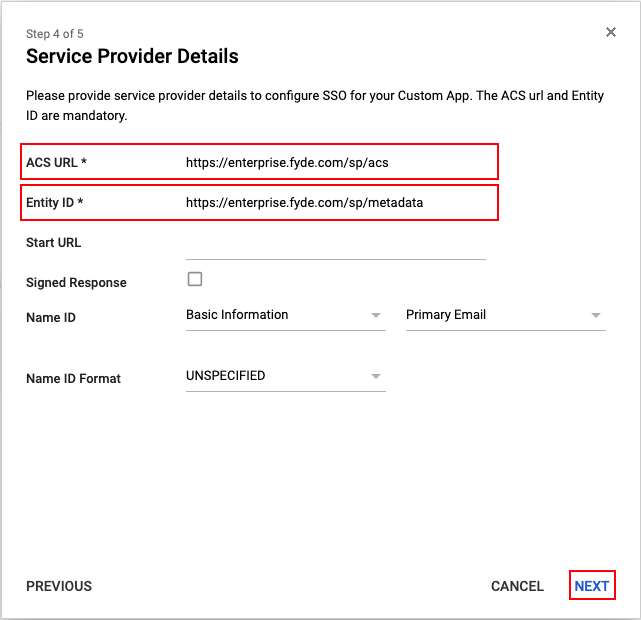 Step 4 of 5
Service Provider Details
Please provide service provider details to configure SSO for your Custom App. The ACS url and Entity
ID are mandatory.
ACS URL * https://enterprise.fyde.com/sp/acs
Entity ID * https://enterprise.fyde.com/sp/metadata
Start URL
Signed Response
Name ID Basic Information Primary Email
Name ID Format UNSPECIFIED
PREVIOUS CANCEL NEXT